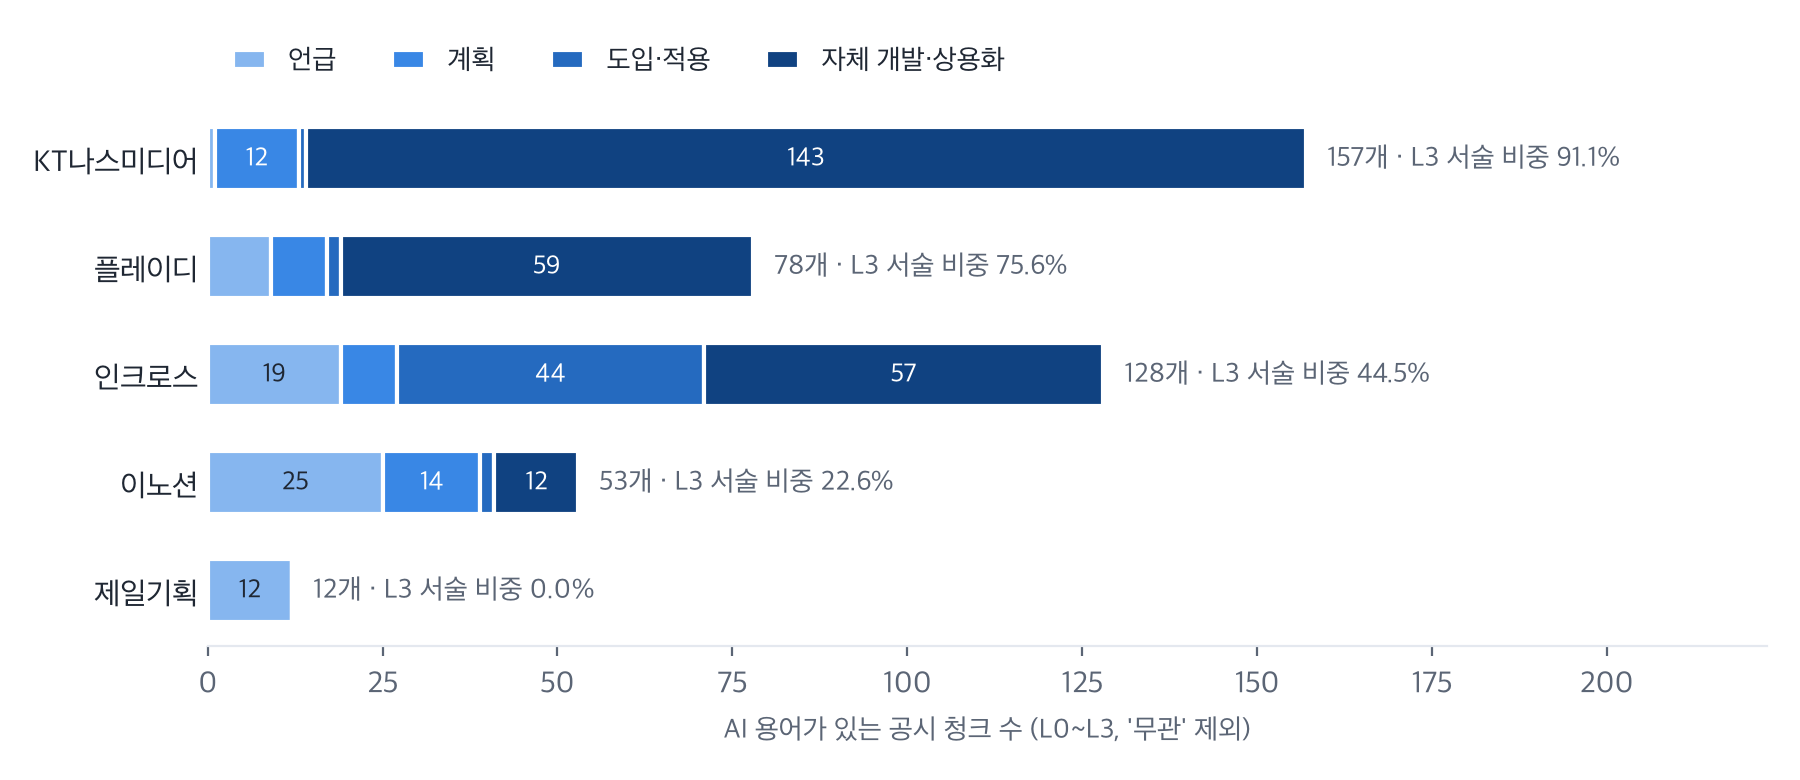 언급 계획 도입·적용 자체 개발·상용화
KT나스미디어 12 143 157개 · L3 서술 비중 91.1%
플레이디 59 78개 · L3 서술 비중 75.6%
인크로스 19 44 57 128개 · L3 서술 비중 44.5%
이노션 25 14 12 53개 · L3 서술 비중 22.6%
제일기획 12 12개 · L3 서술 비중 0.0%
0 25 50 75 100 125 150 175 200
AI 용어가 있는 공시 청크 수 (L0~L3, '무관' 제외)